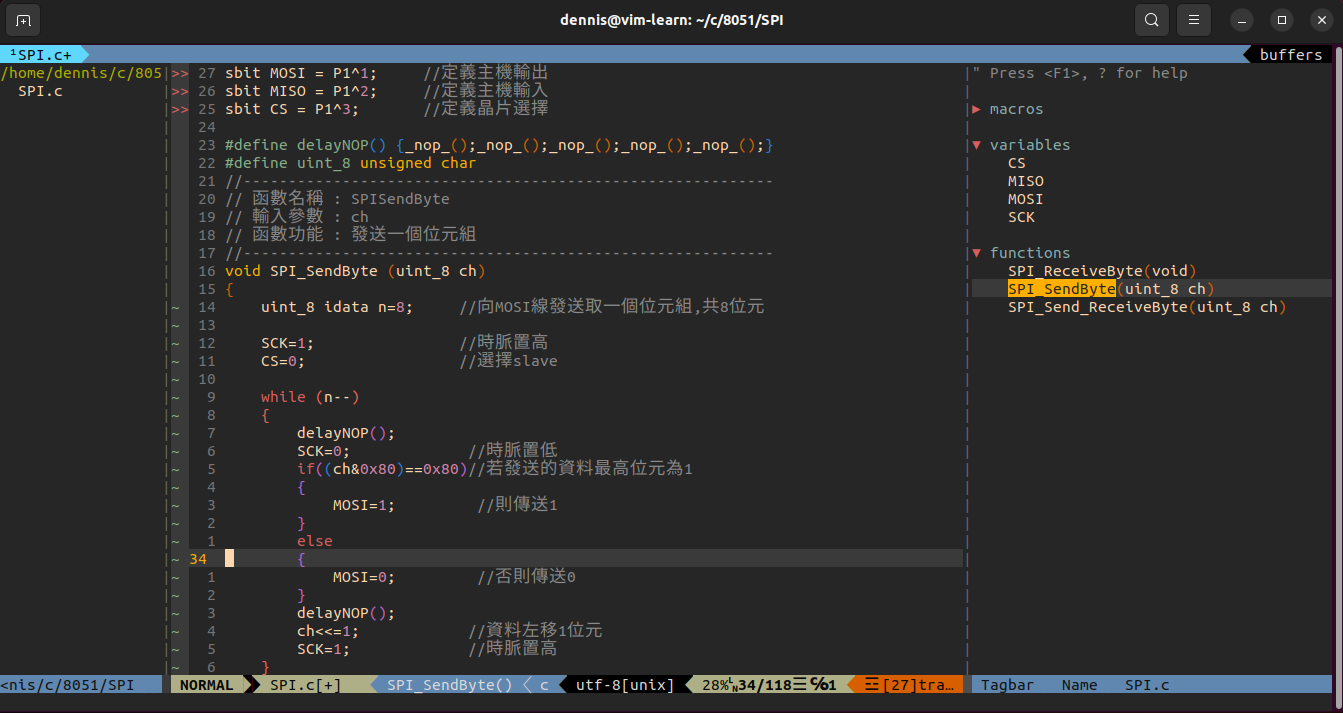 dennis@vim-learn: ~/c/8051/SPI
¹SPI.c+
buffers
/home/dennis/c/805
SPI.c
>> 27 sbit MOSI = P1^1; //定義主機輸出
>> 26 sbit MISO = P1^2; //定義主機輸入
>> 25 sbit CS = P1^3; //定義晶片選擇
24
23 #define delayNOP() {_nop_();_nop_();_nop_();_nop_();_nop_();}
22 #define uint_8 unsigned char
21 //-----------------------------------------------------------
20 // 函數名稱 : SPISendByte
19 // 輸入參數 : ch
18 // 函數功能 : 發送一個位元組
17 //-----------------------------------------------------------
16 void SPI_SendByte (uint_8 ch)
15 {
~ 14 uint_8 idata n=8; //向MOSI線發送取一個位元組,共8位元
~ 13
~ 12 SCK=1; //時脈置高
~ 11 CS=0; //選擇slave
~ 10
~ 9 while (n--)
~ 8 {
~ 7 delayNOP();
~ 6 SCK=0; //時脈置低
~ 5 if((ch&0x80)==0x80)//若發送的資料最高位元為1
~ 4 {
~ 3 MOSI=1; //則傳送1
~ 2 }
~ 1 else
~ 34 {
~ 1 MOSI=0; //否則傳送0
~ 2 }
~ 3 delayNOP();
~ 4 ch<<=1; //資料左移1位元
~ 5 SCK=1; //時脈置高
~ 6 }
" Press <F1>, ? for help
▶ macros
▼ variables
CS
MISO
MOSI
SCK
▼ functions
SPI_ReceiveByte(void)
SPI_SendByte(uint_8 ch)
SPI_Send_ReceiveByte(uint_8 ch)
<nis/c/8051/SPI
NORMAL SPI.c[+] SPI_SendByte() c utf-8[unix] 28%␤34/118☰℅1 ☲[27]tra…
Tagbar Name SPI.c